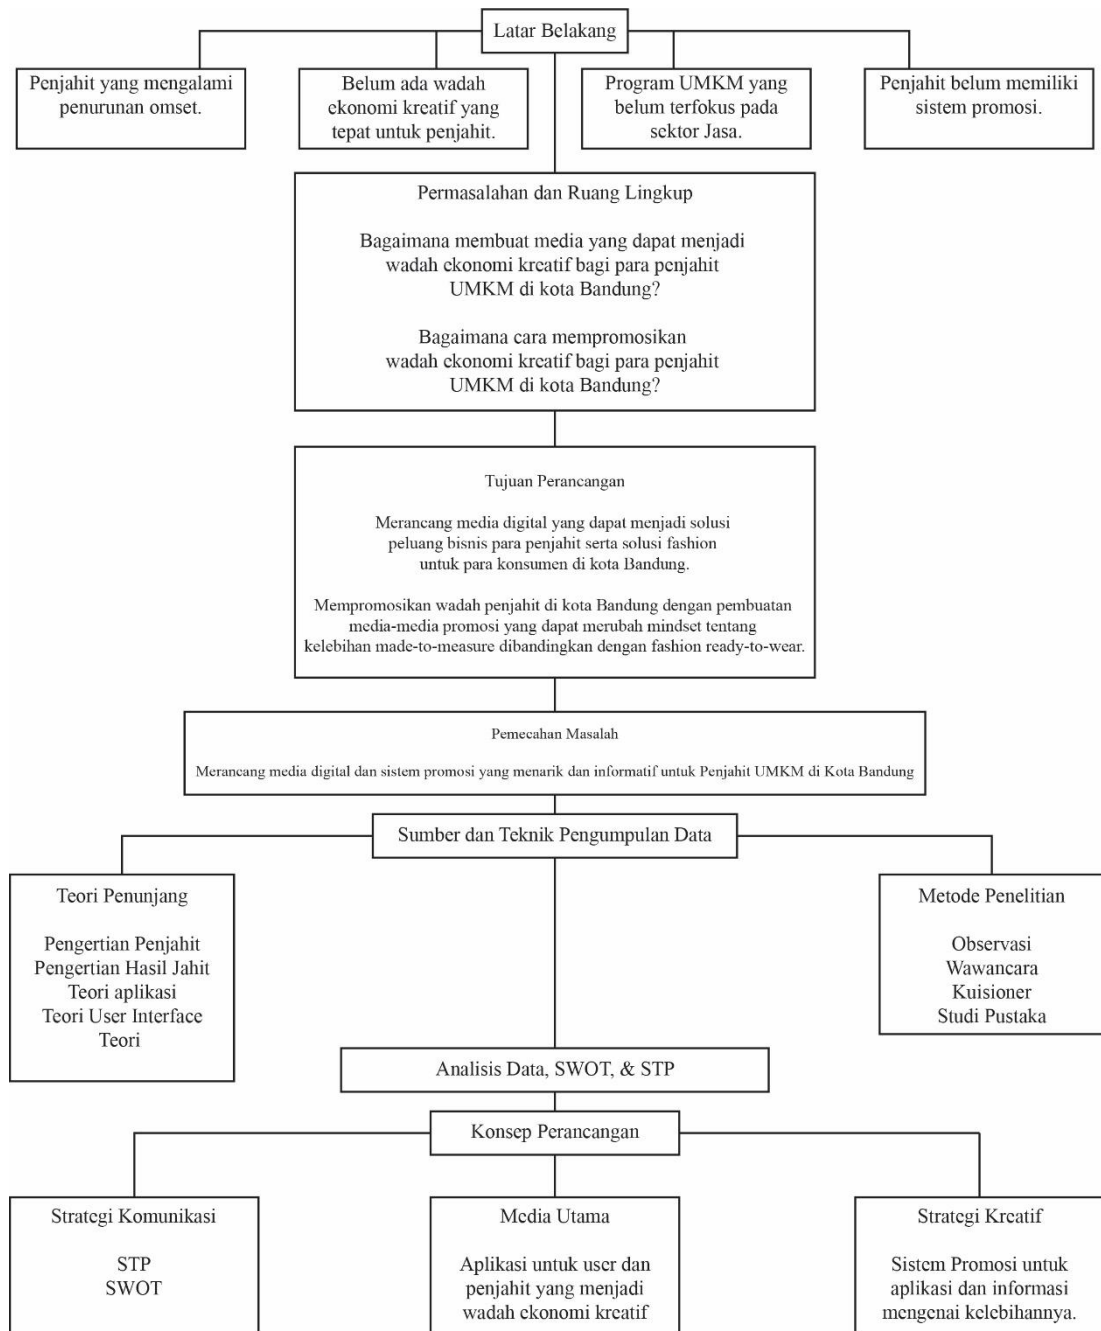 Latar Belakang
Penjahit yang mengalami
penurunan omset.
Belum ada wadah
ekonomi kreatif yang
tepat untuk penjahit.
Program UMKM yang
belum terfokus pada
sektor Jasa.
Penjahit belum memiliki
sistem promosi.
Permasalahan dan Ruang Lingkup
Bagaimana membuat media yang dapat menjadi
wadah ekonomi kreatif bagi para penjahit
UMKM di kota Bandung?
Bagaimana cara mempromosikan
wadah ekonomi kreatif bagi para penjahit
UMKM di kota Bandung?
Tujuan Perancangan
Merancang media digital yang dapat menjadi solusi
peluang bisnis para penjahit serta solusi fashion
untuk para konsumen di kota Bandung.
Mempromosikan wadah penjahit di kota Bandung dengan pembuatan
media-media promosi yang dapat merubah mindset tentang
kelebihan made-to-measure dibandingkan dengan fashion ready-to-wear.
Pemecahan Masalah
Merancang media digital dan sistem promosi yang menarik dan informatif untuk Penjahit UMKM di Kota Bandung
Sumber dan Teknik Pengumpulan Data
Teori Penunjang
Pengertian Penjahit
Pengertian Hasil Jahit
Teori aplikasi
Teori User Interface
Teori
Metode Penelitian
Observasi
Wawancara
Kuisioner
Studi Pustaka
Analisis Data, SWOT, & STP
Konsep Perancangan
Strategi Komunikasi
STP
SWOT
Media Utama
Aplikasi untuk user dan
penjahit yang menjadi
wadah ekonomi kreatif
Strategi Kreatif
Sistem Promosi untuk
aplikasi dan informasi
mengenai kelebihannya.